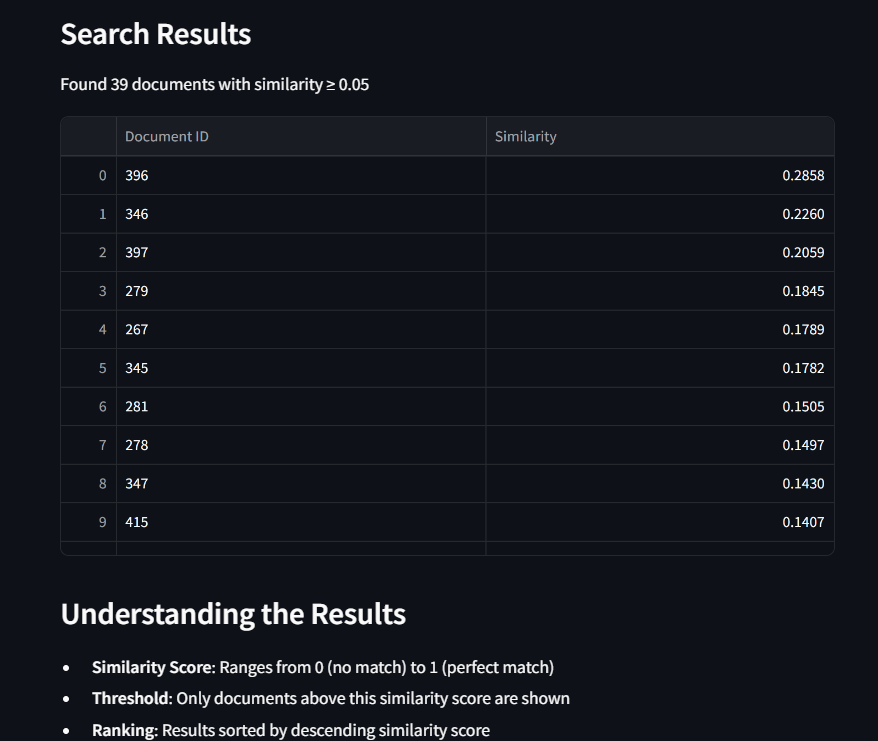 Search Results
Found 39 documents with similarity ≥ 0.05
Document ID Similarity
0 396 0.2858
1 346 0.2260
2 397 0.2059
3 279 0.1845
4 267 0.1789
5 345 0.1782
6 281 0.1505
7 278 0.1497
8 347 0.1430
9 415 0.1407
Understanding the Results
• Similarity Score: Ranges from 0 (no match) to 1 (perfect match)
• Threshold: Only documents above this similarity score are shown
• Ranking: Results sorted by descending similarity score